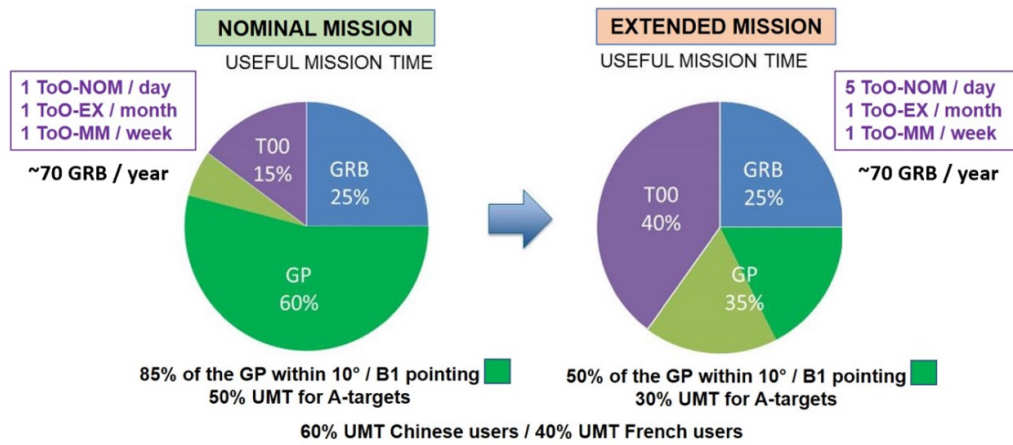 NOMINAL MISSION
USEFUL MISSION TIME
1 ToO-NOM / day
1 ToO-EX / month
1 ToO-MM / week
~70 GRB / year
T00
15%
GRB
25%
GP
60%
85% of the GP within 10° / B1 pointing
50% UMT for A-targets
EXTENDED MISSION
USEFUL MISSION TIME
5 ToO-NOM / day
1 ToO-EX / month
1 ToO-MM / week
~70 GRB / year
T00
40%
GRB
25%
GP
35%
50% of the GP within 10° / B1 pointing
30% UMT for A-targets
60% UMT Chinese users / 40% UMT French users